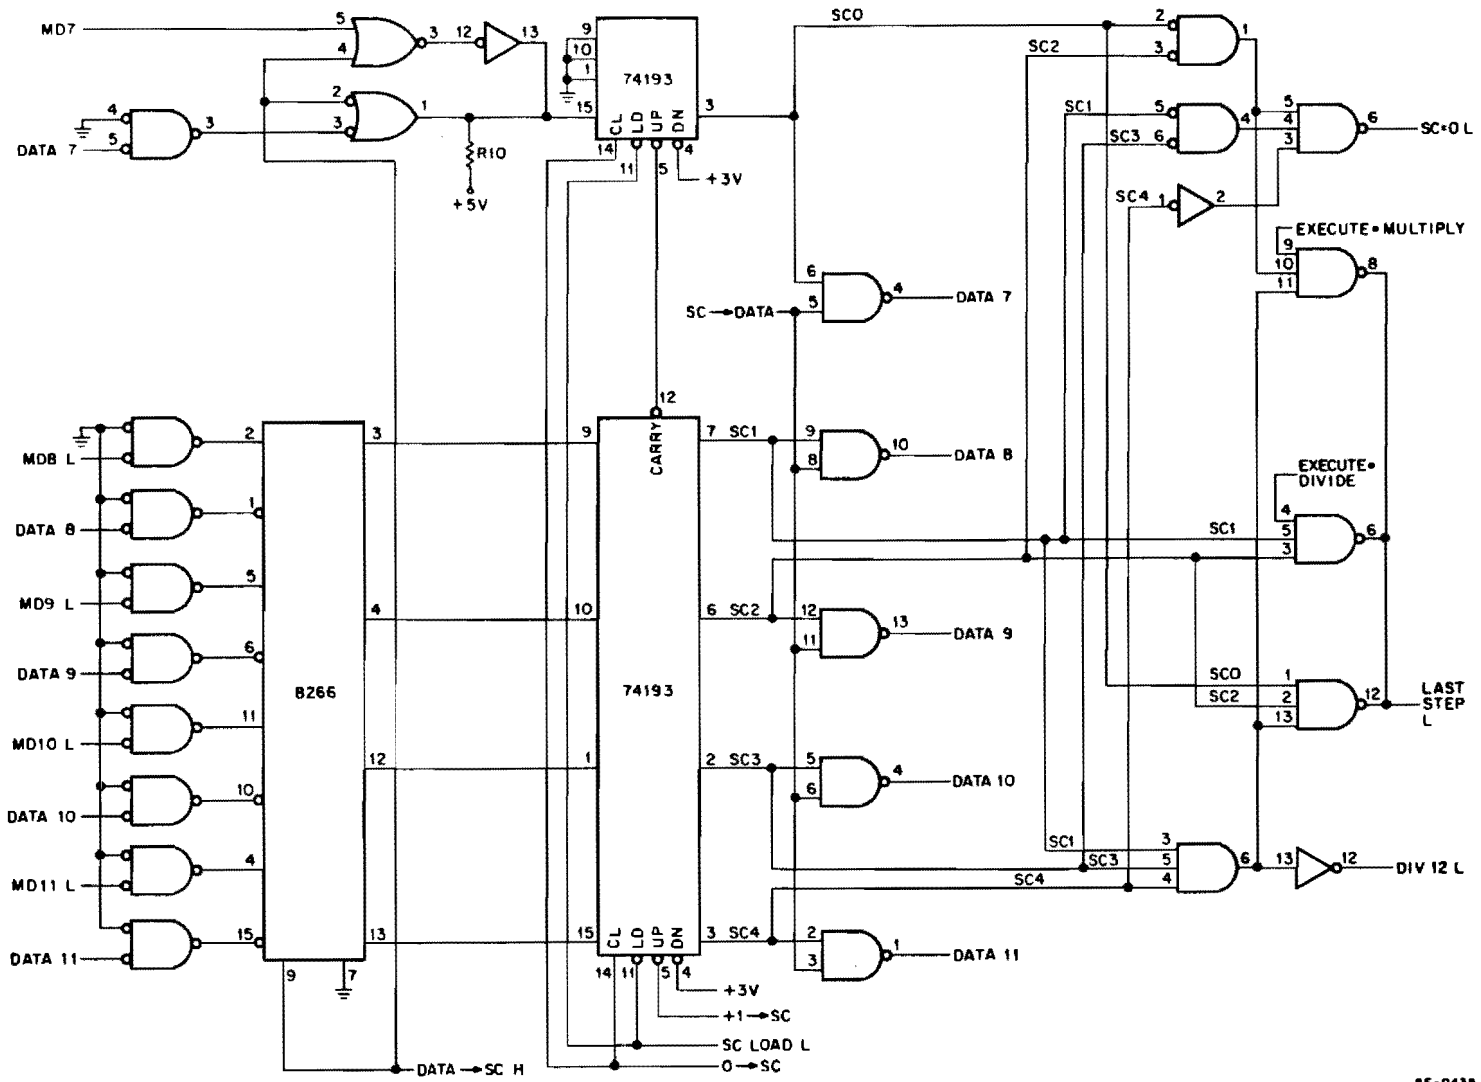 MD7
5
4
3
12
13
2
3
1
4
5
3
DATA 7
R10
+5V
9
10
1
15
74193
CL
LD
UP
DN
14
11
5
4
3
+3V
SC0
SC2
2
3
1
SC1
5
SC3
6
4
SC4
1
2
5
4
3
6
SC=0 L
EXECUTE•MULTIPLY
9
10
11
8
SC→DATA
6
5
4
DATA 7
12
CARRY
MD8 L
2
3
9
7
SC1
9
8
10
DATA 8
DATA 8
1
EXECUTE•
DIVIDE
SC1
4
5
3
6
MD9 L
5
4
10
6
SC2
12
11
13
DATA 9
DATA 9
6
8266
74193
SC0
SC2
1
2
13
12
LAST
STEP
L
MD10 L
11
12
1
2
SC3
5
6
4
DATA 10
DATA 10
10
MD11 L
4
SC1
SC3
SC4
3
5
4
6
13
12
DIV 12 L
DATA 11
15
13
15
3
SC4
2
3
1
DATA 11
CL
LD
UP
DN
9
7
14
11
5
4
+3V
+1→SC
SC LOAD L
0→SC
DATA→SC H